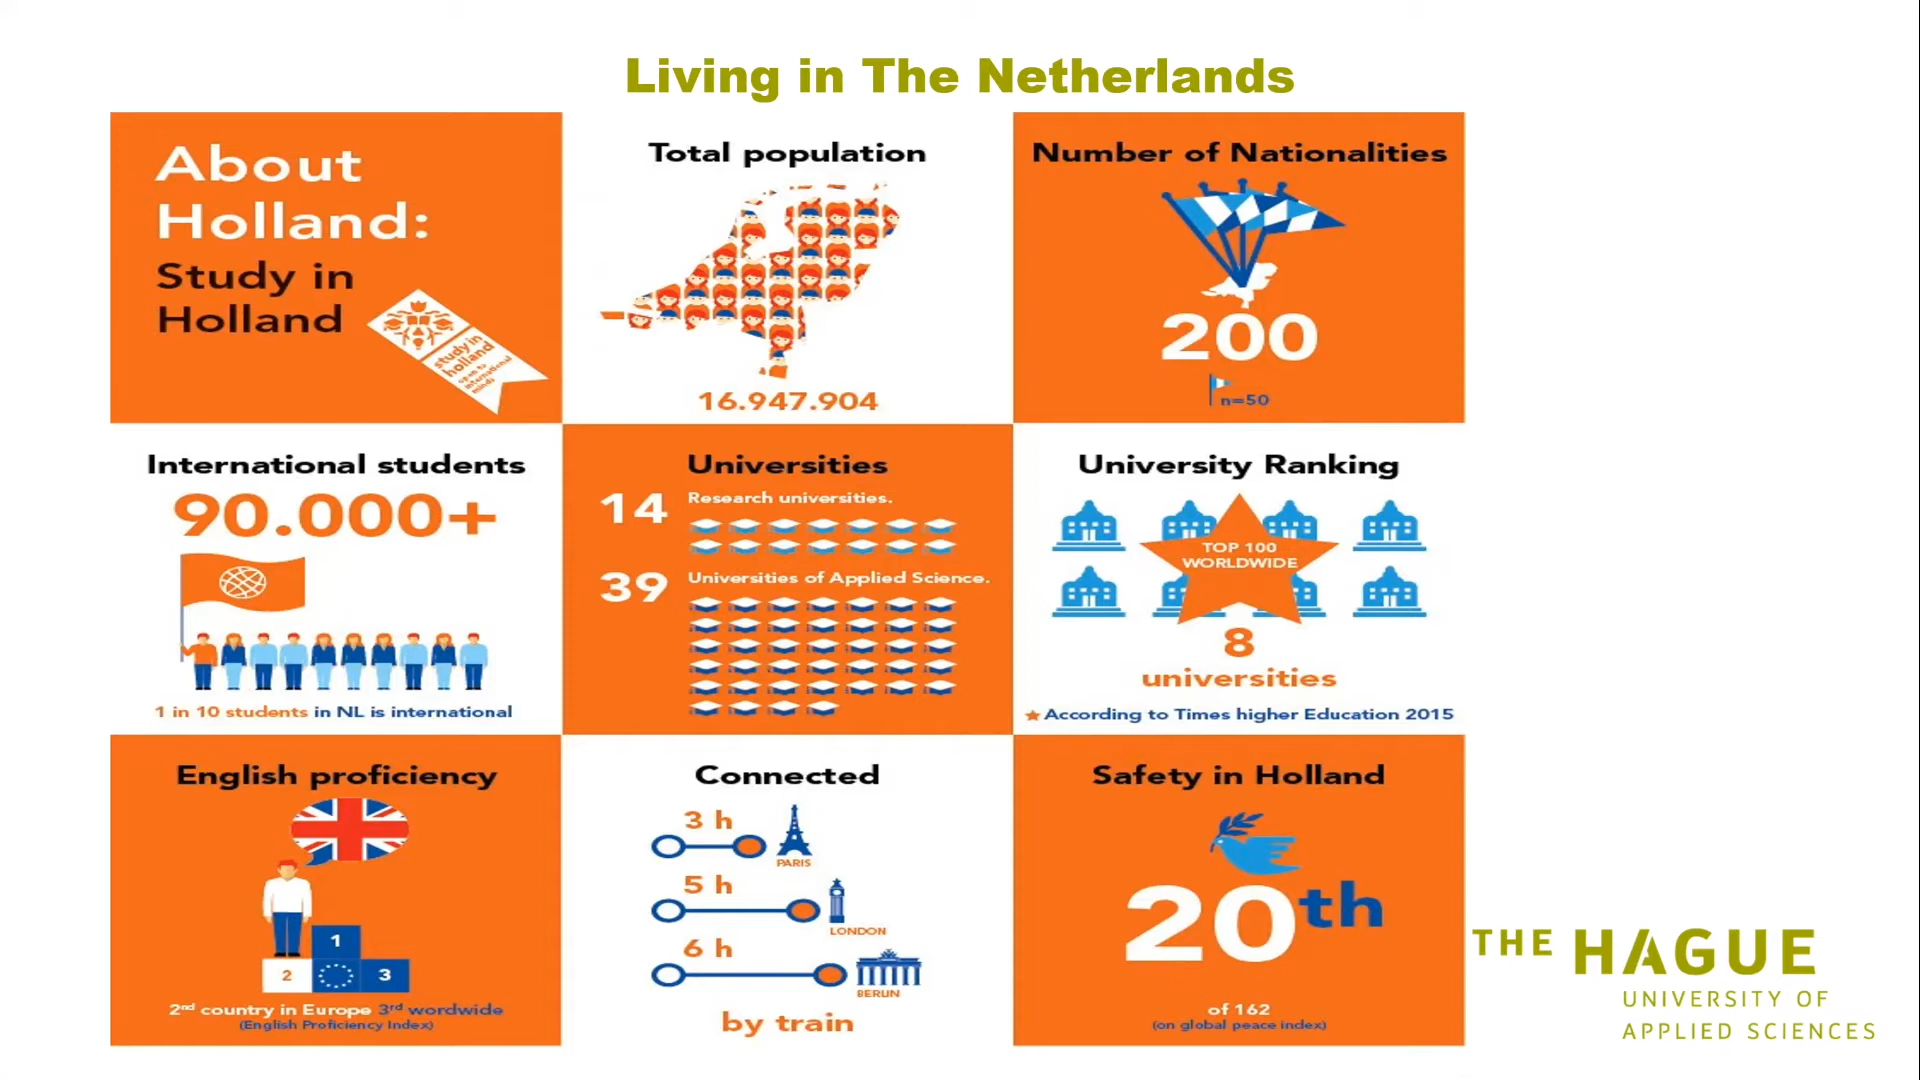 Living in The Netherlands
About
Holland:
Study in
Holland
study in
holland
open to
international
minds
Total population
16.947.904
Number of Nationalities
200
n=50
International students
90.000+
1 in 10 students in NL is international
Universities
14 Research universities.
39 Universities of Applied Science.
University Ranking
TOP 100
WORLDWIDE
8
universities
According to Times higher Education 2015
English proficiency
1
2 3
2nd country in Europe 3rd wordwide
(English Proficiency Index)
Connected
3 h
PARIS
5 h
LONDON
6 h
BERLIN
by train
Safety in Holland
20th
of 162
(on global peace index)
THE HAGUE
UNIVERSITY OF
APPLIED SCIENCES